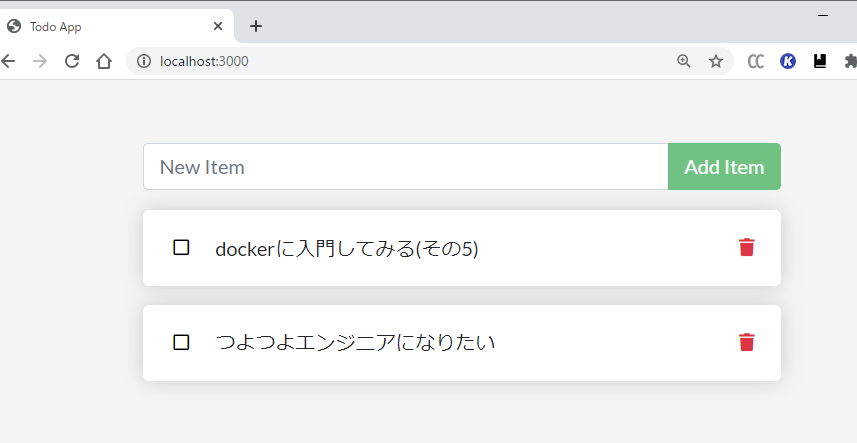 Todo App
localhost:3000
New Item
Add Item
dockerに入門してみる(その5)
つよつよエンジニアになりたい